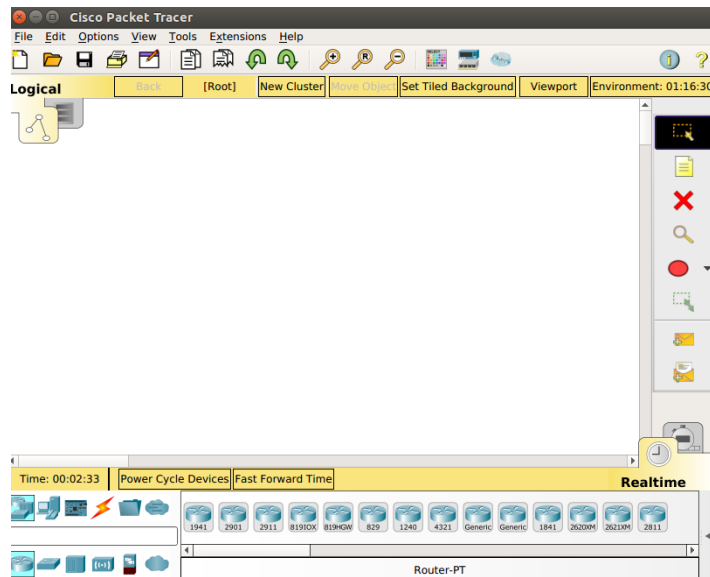 Cisco Packet Tracer
File Edit Options View Tools Extensions Help
Logical Back [Root] New Cluster Move Object Set Tiled Background Viewport Environment: 01:16:30
Time: 00:02:33 Power Cycle Devices Fast Forward Time Realtime
1941 2901 2911 819IOX 819HGW 829 1240 4321 Generic Generic 1841 2620XM 2621XM 2811
Router-PT